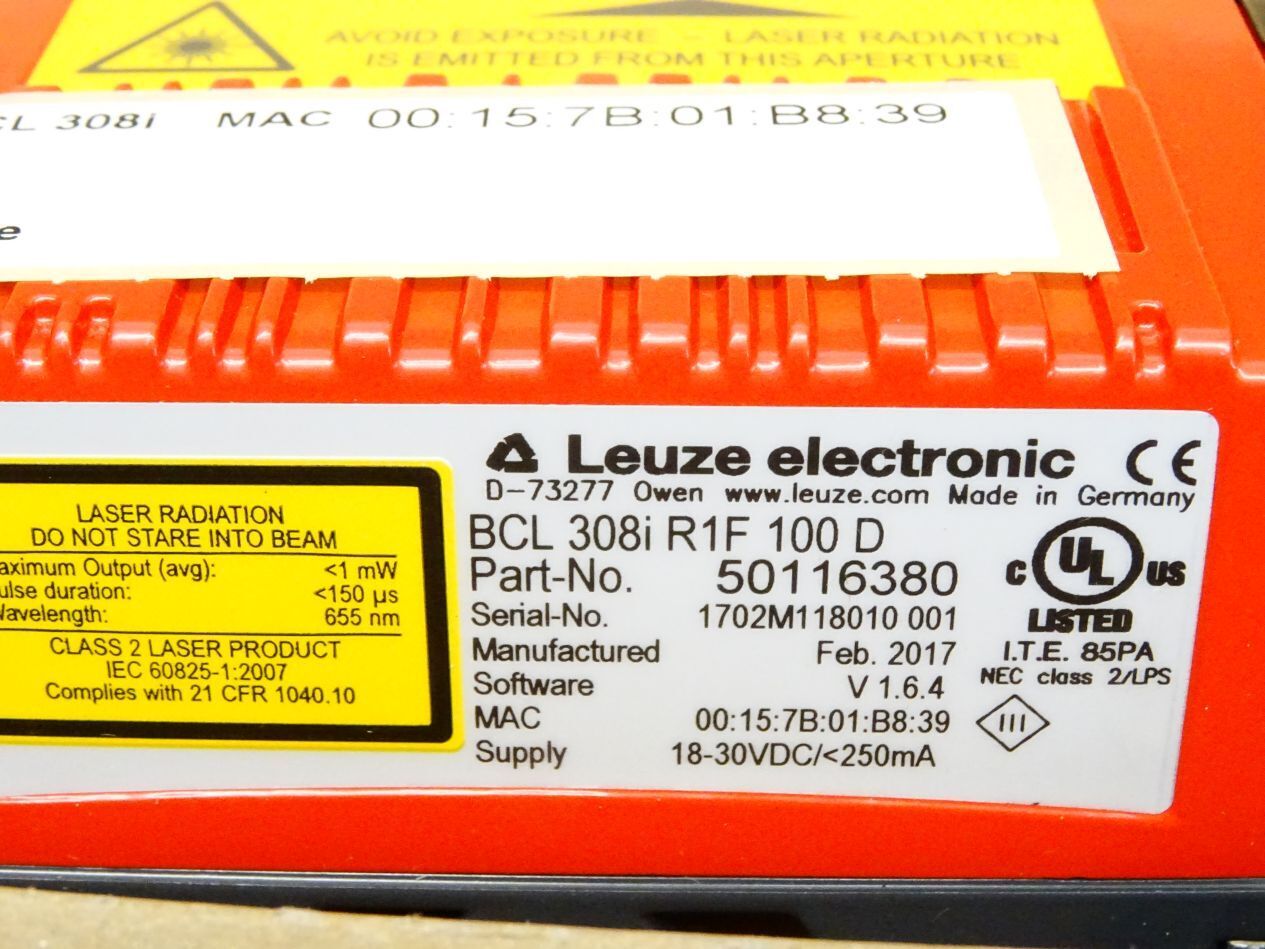 AVOID EXPOSURE - LASER RADIATION
IS EMITTED FROM THIS APERTURE
CL 308i MAC 00:15:7B:01:B8:39
e
LASER RADIATION
DO NOT STARE INTO BEAM
aximum Output (avg): <1 mW
ulse duration: <150 µs
Wavelength: 655 nm
CLASS 2 LASER PRODUCT
IEC 60825-1:2007
Complies with 21 CFR 1040.10
Leuze electronic CE
D-73277 Owen www.leuze.com Made in Germany
BCL 308i R1F 100 D
Part-No. 50116380
Serial-No. 1702M118010 001
Manufactured Feb. 2017
Software V 1.6.4
MAC 00:15:7B:01:B8:39
Supply 18-30VDC/<250mA
C UL US
LISTED
I.T.E. 85PA
NEC class 2/LPS
III